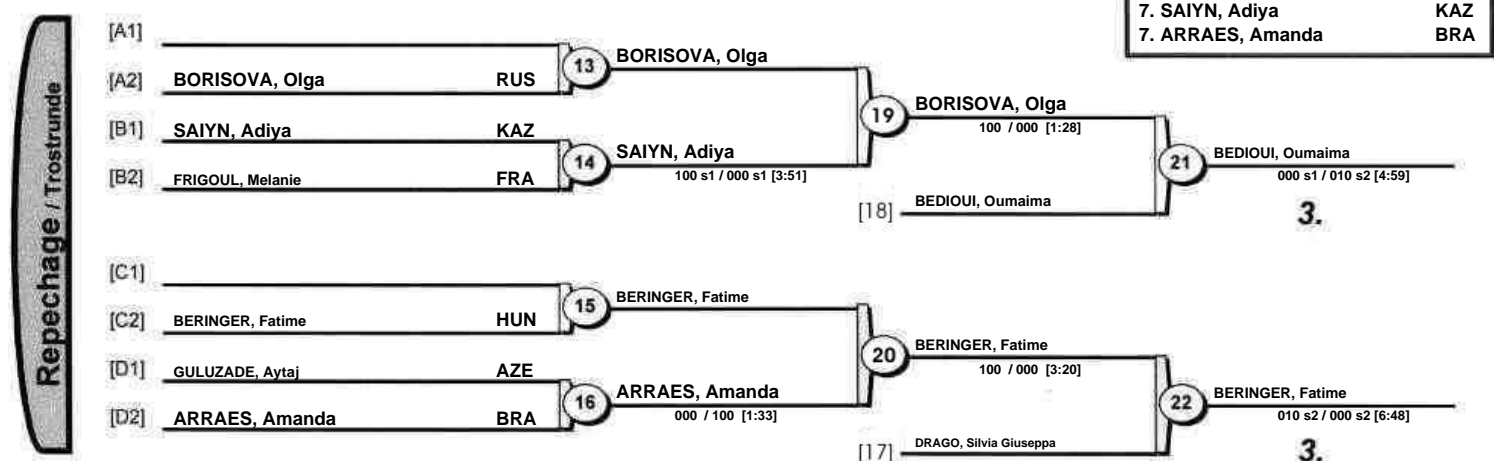 7. SAIYN, Adiya KAZ
7. ARRAES, Amanda BRA
Repechage / Trostrunde
[A1]
[A2] BORISOVA, Olga RUS
13 BORISOVA, Olga
[B1] SAIYN, Adiya KAZ
[B2] FRIGOUL, Melanie FRA
14 SAIYN, Adiya
100 s1 / 000 s1 [3:51]
19 BORISOVA, Olga
100 / 000 [1:28]
[18] BEDIOUI, Oumaima
21 BEDIOUI, Oumaima
000 s1 / 010 s2 [4:59]
3.
[C1]
[C2] BERINGER, Fatime HUN
15 BERINGER, Fatime
[D1] GULUZADE, Aytaj AZE
[D2] ARRAES, Amanda BRA
16 ARRAES, Amanda
000 / 100 [1:33]
20 BERINGER, Fatime
100 / 000 [3:20]
[17] DRAGO, Silvia Giuseppa
22 BERINGER, Fatime
010 s2 / 000 s2 [6:48]
3.